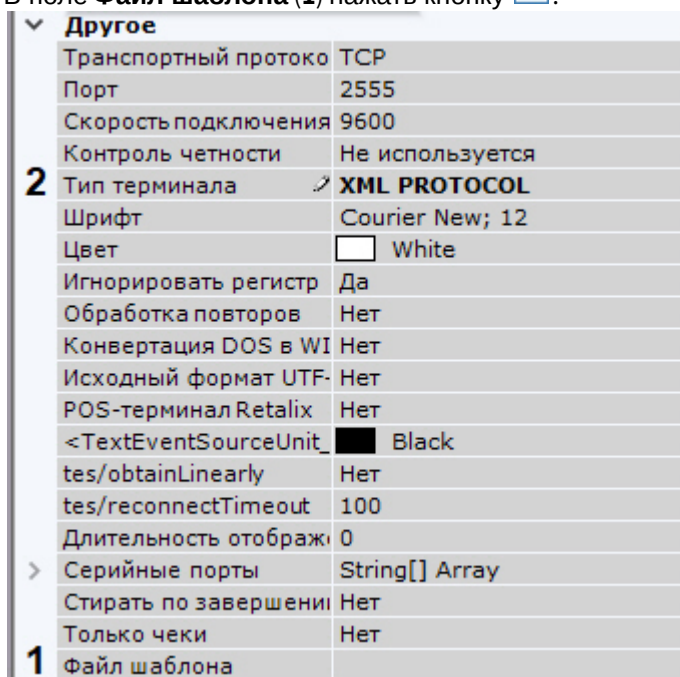 В поле Файл шаблона (1) нажать кнопку
Другое
Транспортный протоко TCP
Порт 2555
Скорость подключения 9600
Контроль четности Не используется
2 Тип терминала XML PROTOCOL
Шрифт Courier New; 12
Цвет White
Игнорировать регистр Да
Обработка повторов Нет
Конвертация DOS в WI Нет
Исходный формат UTF- Нет
POS-терминал Retalix Нет
<TextEventSourceUnit_ Black
tes/obtainLinearly Нет
tes/reconnectTimeout 100
Длительность отображ 0
Серийные порты String[] Array
Стирать по завершени Нет
Только чеки Нет
1 Файл шаблона